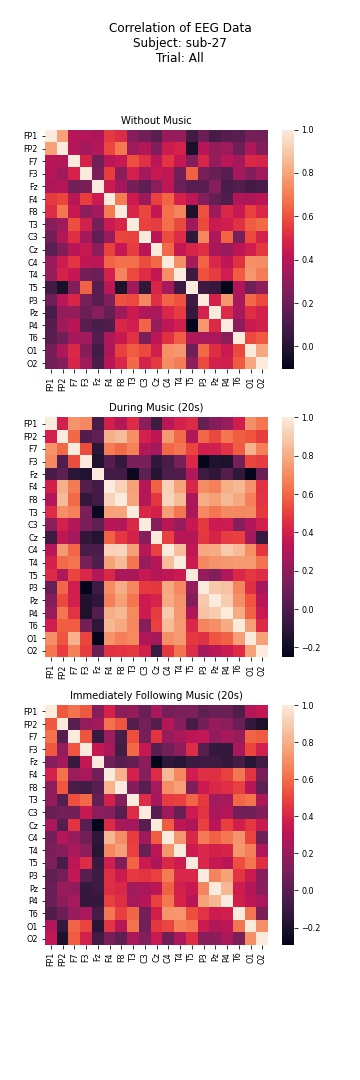 Correlation of EEG Data
Subject: sub-27
Trial: All
Without Music
FP1
FP2
F7
F3
Fz
F4
F8
T3
C3
Cz
C4
T4
T5
P3
Pz
P4
T6
O1
O2
FP1 FP2 F7 F3 Fz F4 F8 T3 C3 Cz C4 T4 T5 P3 Pz P4 T6 O1 O2
1.0
0.8
0.6
0.4
0.2
0.0
During Music (20s)
FP1
FP2
F7
F3
Fz
F4
F8
T3
C3
Cz
C4
T4
T5
P3
Pz
P4
T6
O1
O2
FP1 FP2 F7 F3 Fz F4 F8 T3 C3 Cz C4 T4 T5 P3 Pz P4 T6 O1 O2
1.0
0.8
0.6
0.4
0.2
0.0
−0.2
Immediately Following Music (20s)
FP1
FP2
F7
F3
Fz
F4
F8
T3
C3
Cz
C4
T4
T5
P3
Pz
P4
T6
O1
O2
FP1 FP2 F7 F3 Fz F4 F8 T3 C3 Cz C4 T4 T5 P3 Pz P4 T6 O1 O2
1.0
0.8
0.6
0.4
0.2
0.0
−0.2